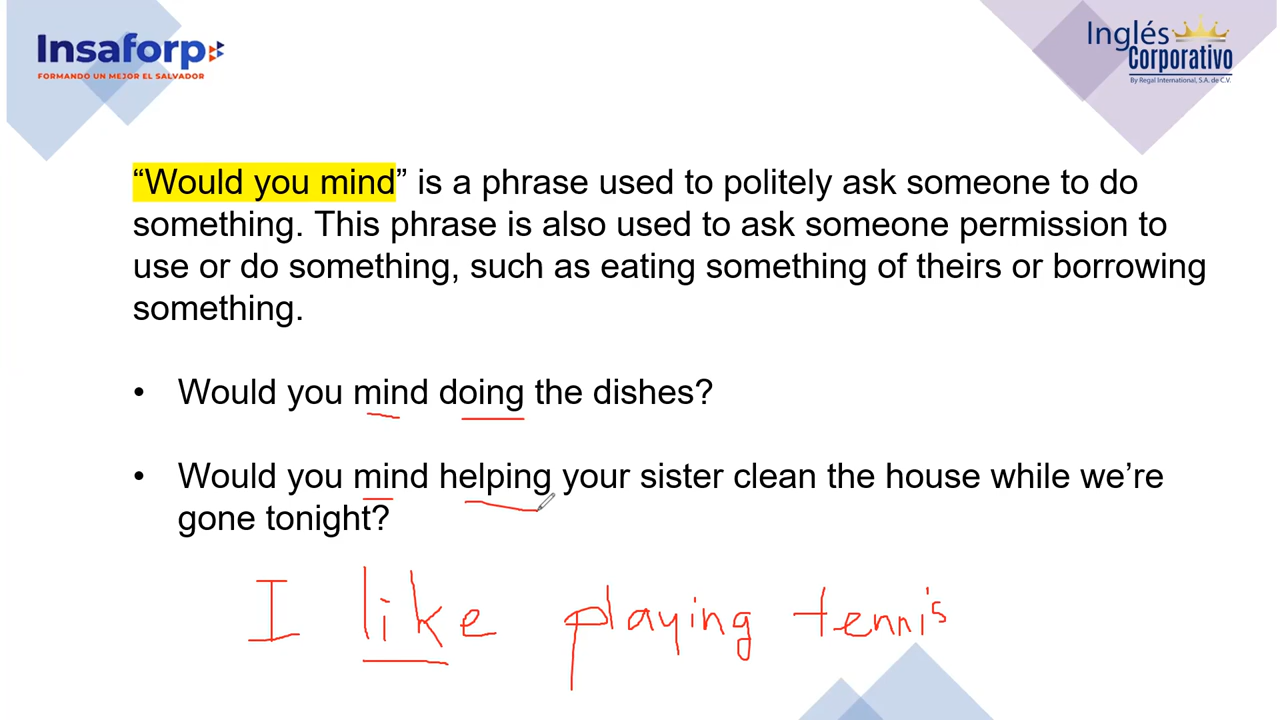 Insaforp
FORMANDO UN MEJOR EL SALVADOR
Inglés
Corporativo
By Regal International, S.A. de C.V.
“Would you mind” is a phrase used to politely ask someone to do
something. This phrase is also used to ask someone permission to
use or do something, such as eating something of theirs or borrowing
something.
• Would you mind doing the dishes?
• Would you mind helping your sister clean the house while we’re
gone tonight?
I like playing tennis